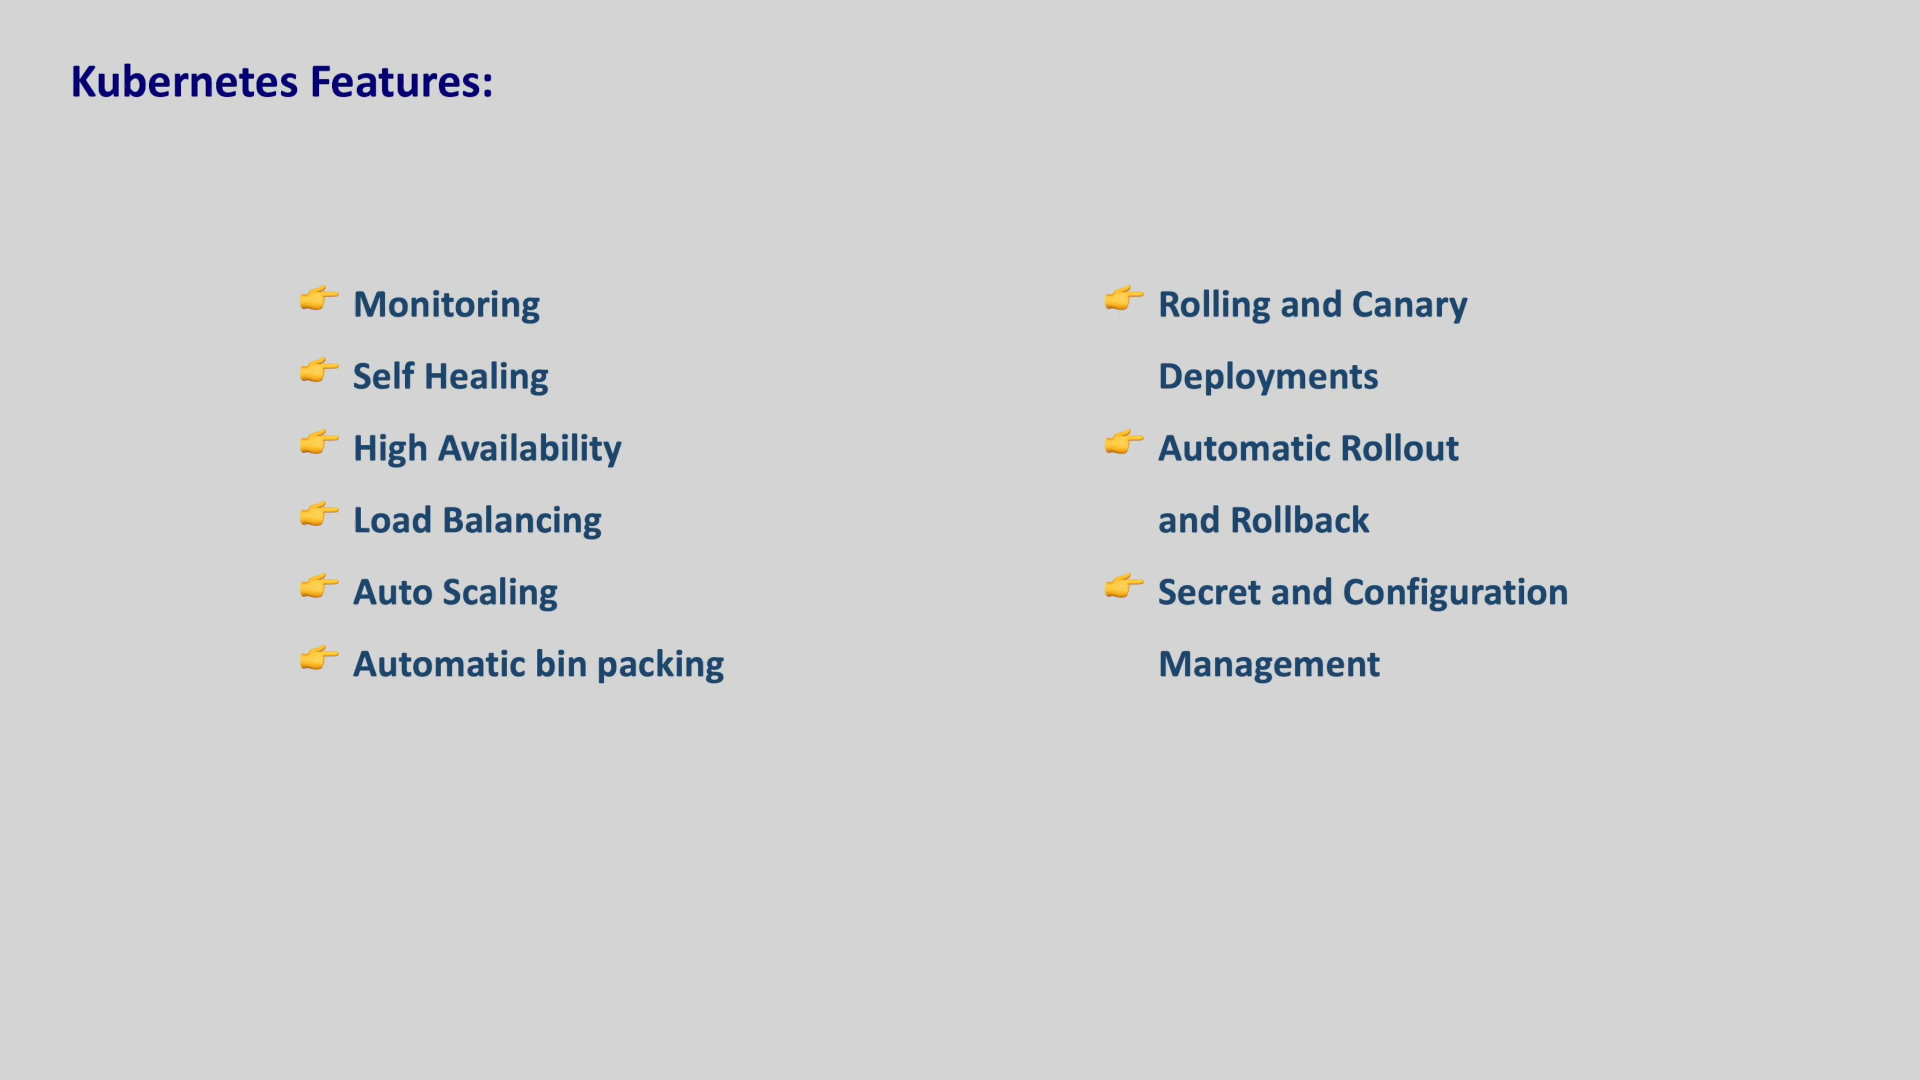 Kubernetes Features:
👉 Monitoring
👉 Self Healing
👉 High Availability
👉 Load Balancing
👉 Auto Scaling
👉 Automatic bin packing
👉 Rolling and Canary
Deployments
👉 Automatic Rollout
and Rollback
👉 Secret and Configuration
Management